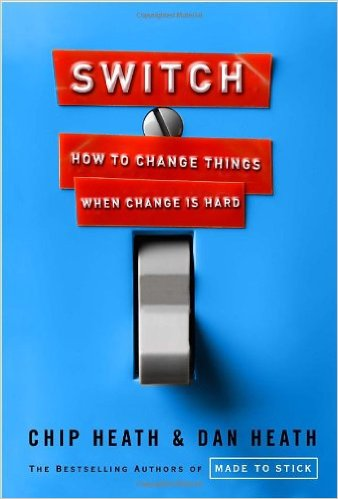 SWITCH
HOW TO CHANGE THINGS
WHEN CHANGE IS HARD
CHIP HEATH & DAN HEATH
THE BESTSELLING AUTHORS OF MADE TO STICK